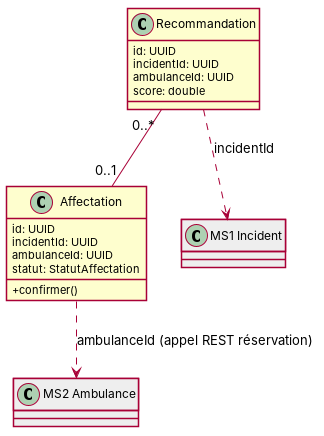 C Recommandation
id: UUID
incidentId: UUID
ambulanceId: UUID
score: double
0..*
incidentId
0..1
C Affectation
id: UUID
incidentId: UUID
ambulanceId: UUID
statut: StatutAffectation
+confirmer()
C MS1 Incident
ambulanceId (appel REST réservation)
C MS2 Ambulance